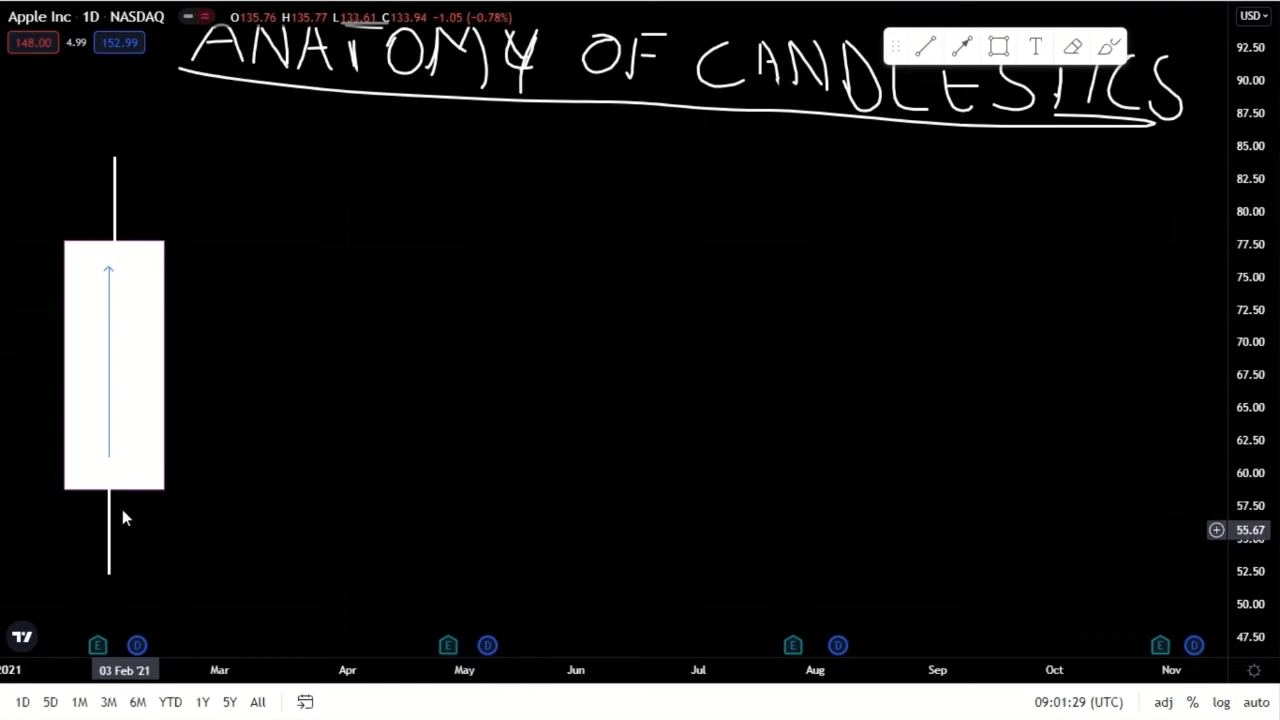 Apple Inc · 1D · NASDAQ O135.76 H135.77 L133.61 C133.94 −1.05 (−0.78%) USD
148.00 4.99 152.99
ANATOMY OF CANDLESTICS
T
92.50
90.00
87.50
85.00
82.50
80.00
77.50
75.00
72.50
70.00
67.50
65.00
62.50
60.00
57.50
55.67
52.50
50.00
47.50
E D E D E D E D
2021 03 Feb '21 Mar Apr May Jun Jul Aug Sep Oct Nov
1D 5D 1M 3M 6M YTD 1Y 5Y All 09:01:29 (UTC) adj % log auto